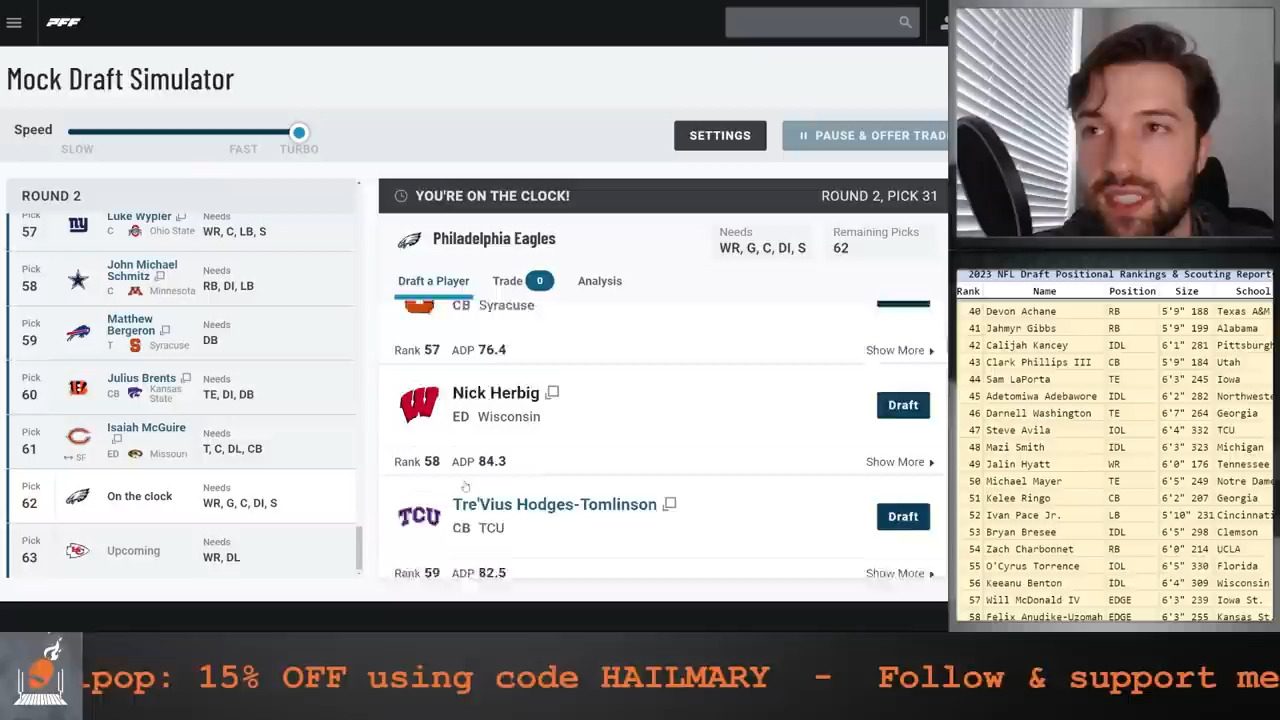 PFF
Mock Draft Simulator
Speed
SLOW
FAST
TURBO
SETTINGS
PAUSE & OFFER TRAD
ROUND 2
Pick
57
Luke Wypler
C Ohio State
Needs
WR, C, LB, S
Pick
58
John Michael
Schmitz
C Minnesota
Needs
RB, DI, LB
Pick
59
Matthew
Bergeron
T Syracuse
Needs
DB
Pick
60
Julius Brents
CB Kansas
State
Needs
TE, DI, DB
Pick
61
↔ SF
Isaiah McGuire
ED Missouri
Needs
T, C, DL, CB
Pick
62
On the clock
Needs
WR, G, C, DI, S
Pick
63
Upcoming
Needs
WR, DL
YOU'RE ON THE CLOCK!
ROUND 2, PICK 31
Philadelphia Eagles
Needs
WR, G, C, DI, S
Remaining Picks
62
Draft a Player
Trade 0
Analysis
CB Syracuse
Rank 57 ADP 76.4
Show More
Nick Herbig
ED Wisconsin
Draft
Rank 58 ADP 84.3
Show More
Tre'Vius Hodges-Tomlinson
TCU
CB TCU
Draft
Rank 59 ADP 82.5
Show More
2023 NFL Draft Positional Rankings & Scouting Report
Rank Name Position Size School
40 Devon Achane RB 5'9" 188 Texas A&M
41 Jahmyr Gibbs RB 5'9" 199 Alabama
42 Calijah Kancey IDL 6'1" 281 Pittsburgh
43 Clark Phillips III CB 5'9" 184 Utah
44 Sam LaPorta TE 6'3" 245 Iowa
45 Adetomiwa Adebawore IDL 6'2" 282 Northweste
46 Darnell Washington TE 6'7" 264 Georgia
47 Steve Avila IOL 6'4" 332 TCU
48 Mazi Smith IDL 6'3" 323 Michigan
49 Jalin Hyatt WR 6'0" 176 Tennessee
50 Michael Mayer TE 6'5" 249 Notre Dame
51 Kelee Ringo CB 6'2" 207 Georgia
52 Ivan Pace Jr. LB 5'10" 231 Cincinnati
53 Bryan Bresee IDL 6'5" 298 Clemson
54 Zach Charbonnet RB 6'0" 214 UCLA
55 O'Cyrus Torrence IOL 6'5" 330 Florida
56 Keeanu Benton IDL 6'4" 309 Wisconsin
57 Will McDonald IV EDGE 6'3" 239 Iowa St.
58 Felix Anudike-Uzomah EDGE 6'3" 255 Kansas St.
.pop: 15% OFF using code HAILMARY - Follow & support me